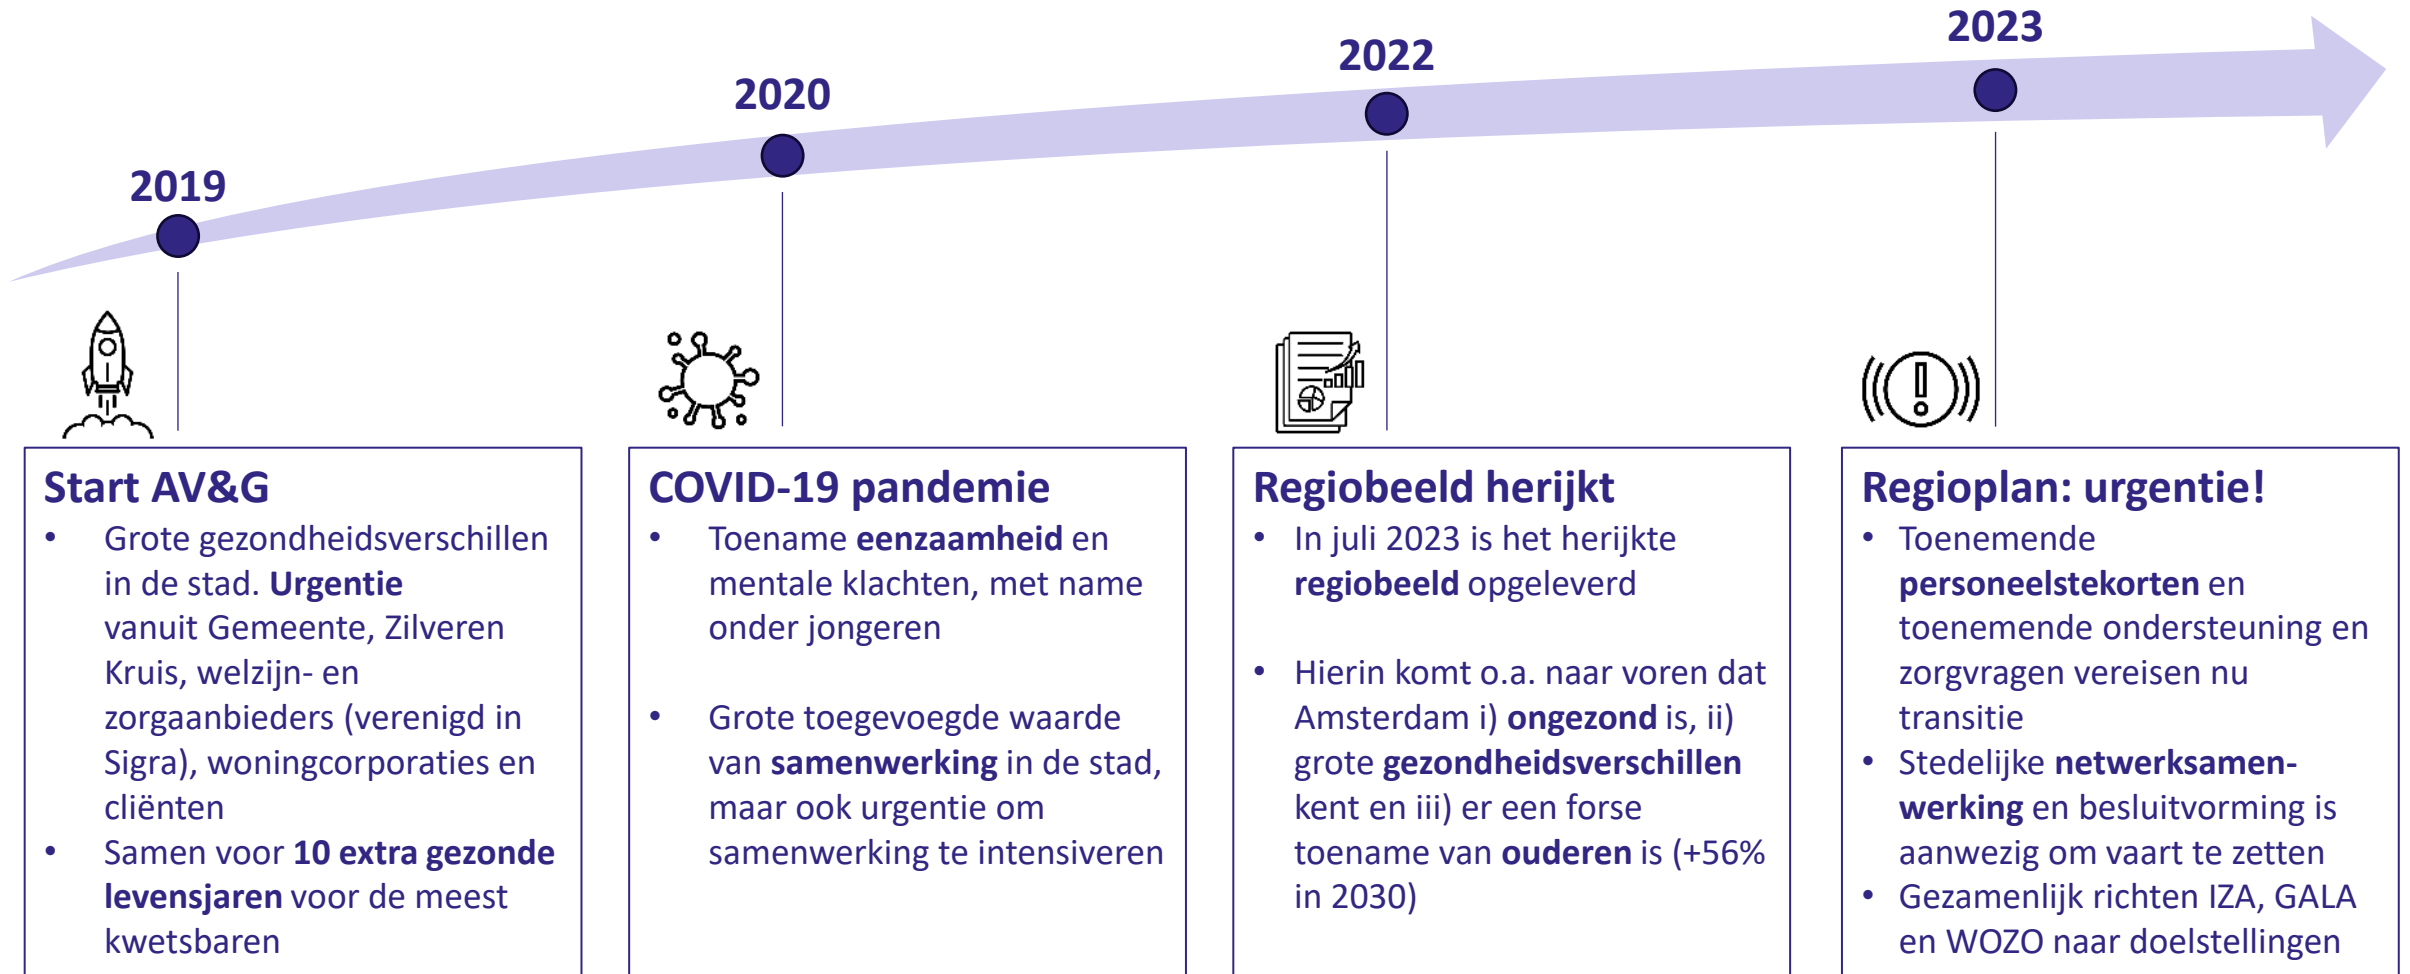 2019
2020
2022
2023
Start AV&G
• Grote gezondheidsverschillen
in de stad. Urgentie
vanuit Gemeente, Zilveren
Kruis, welzijn- en
zorgaanbieders (verenigd in
Sigra), woningcorporaties en
cliënten
• Samen voor 10 extra gezonde
levensjaren voor de meest
kwetsbaren
COVID-19 pandemie
• Toename eenzaamheid en
mentale klachten, met name
onder jongeren
• Grote toegevoegde waarde
van samenwerking in de stad,
maar ook urgentie om
samenwerking te intensiveren
Regiobeeld herijkt
• In juli 2023 is het herijkte
regiobeeld opgeleverd
• Hierin komt o.a. naar voren dat
Amsterdam i) ongezond is, ii)
grote gezondheidsverschillen
kent en iii) er een forse
toename van ouderen is (+56%
in 2030)
Regioplan: urgentie!
• Toenemende
personeelstekorten en
toenemende ondersteuning en
zorgvragen vereisen nu
transitie
• Stedelijke netwerksamen-
werking en besluitvorming is
aanwezig om vaart te zetten
• Gezamenlijk richten IZA, GALA
en WOZO naar doelstellingen